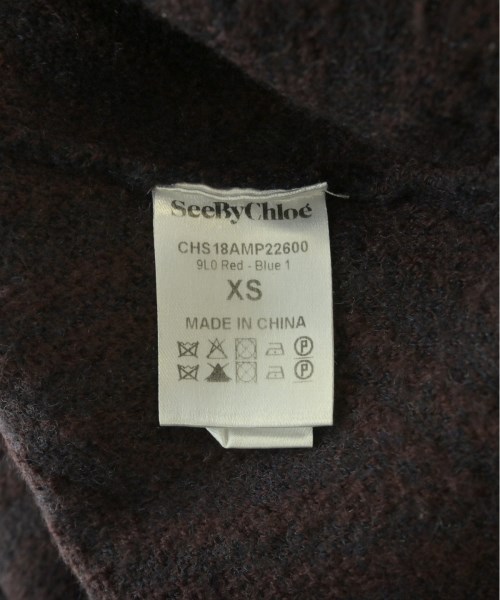 SeeByChloé
CHS18AMP22600
9L0 Red - Blue 1
XS
MADE IN CHINA
P
P